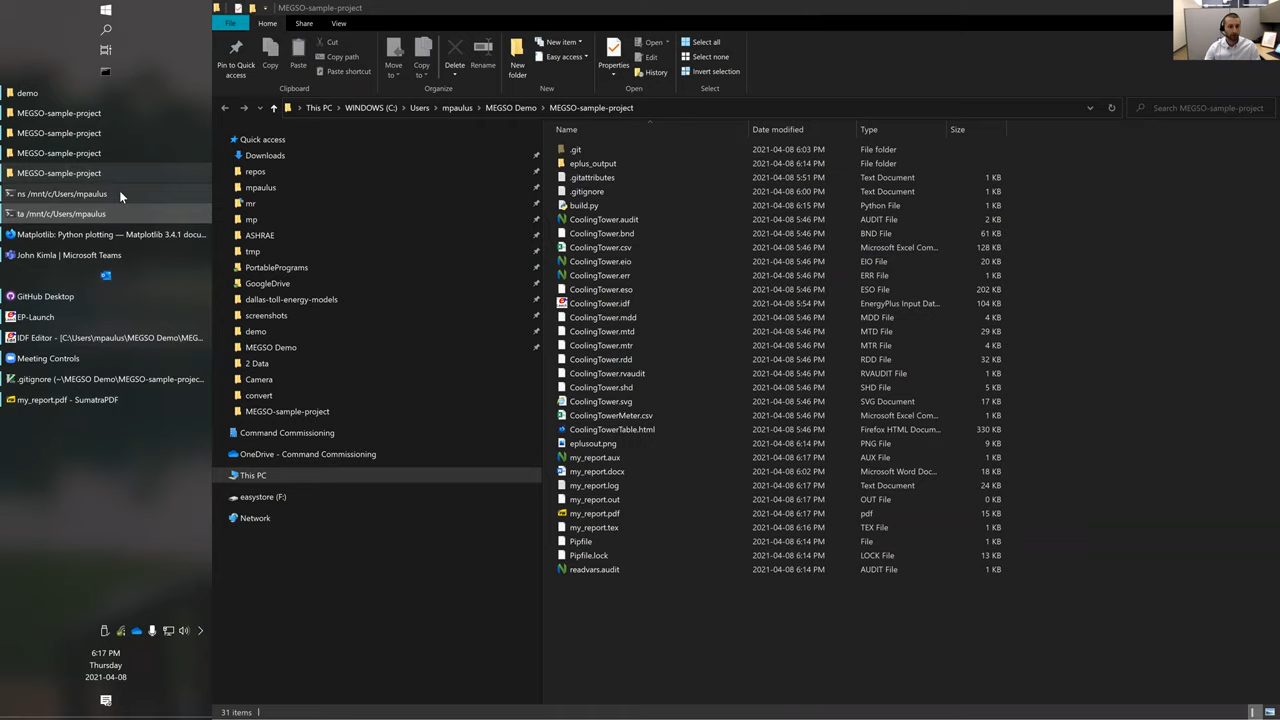 MEGSO-sample-project
File
Home
Share
View
Pin to Quick access
Copy
Paste
Cut
Copy path
Paste shortcut
Clipboard
Move to
Copy to
Delete
Rename
Organize
New folder
New item
Easy access
New
Properties
Open
Edit
History
Open
Select all
Select none
Invert selection
Select
This PC > WINDOWS (C:) > Users > mpaulus > MEGSO Demo > MEGSO-sample-project
Search MEGSO-sample-project
demo
MEGSO-sample-project
MEGSO-sample-project
MEGSO-sample-project
MEGSO-sample-project
ns /mnt/c/Users/mpaulus
ta /mnt/c/Users/mpaulus
Matplotlib: Python plotting — Matplotlib 3.4.1 docu...
John Kimla | Microsoft Teams
GitHub Desktop
EP-Launch
IDF Editor - [C:\Users\mpaulus\MEGSO Demo\MEG...
Meeting Controls
.gitignore (~\MEGSO Demo\MEGSO-sample-projec...
my_report.pdf - SumatraPDF
6:17 PM
Thursday
2021-04-08
Quick access
Downloads
repos
mpaulus
mr
mp
ASHRAE
tmp
PortablePrograms
GoogleDrive
dallas-toll-energy-models
screenshots
demo
MEGSO Demo
2 Data
Camera
convert
MEGSO-sample-project
Command Commissioning
OneDrive - Command Commissioning
This PC
easystore (F:)
Network
Name Date modified Type Size
.git 2021-04-08 6:03 PM File folder
eplus_output 2021-04-08 6:14 PM File folder
.gitattributes 2021-04-08 5:51 PM Text Document 1 KB
.gitignore 2021-04-08 5:46 PM Text Document 1 KB
build.py 2021-04-08 5:46 PM Python File 1 KB
CoolingTower.audit 2021-04-08 5:46 PM AUDIT File 2 KB
CoolingTower.bnd 2021-04-08 5:46 PM BND File 61 KB
CoolingTower.csv 2021-04-08 5:46 PM Microsoft Excel Com... 128 KB
CoolingTower.eio 2021-04-08 5:46 PM EIO File 20 KB
CoolingTower.err 2021-04-08 5:46 PM ERR File 1 KB
CoolingTower.eso 2021-04-08 5:46 PM ESO File 202 KB
CoolingTower.idf 2021-04-08 5:54 PM EnergyPlus Input Dat... 104 KB
CoolingTower.mdd 2021-04-08 5:46 PM MDD File 4 KB
CoolingTower.mtd 2021-04-08 5:46 PM MTD File 29 KB
CoolingTower.mtr 2021-04-08 5:46 PM MTR File 4 KB
CoolingTower.rdd 2021-04-08 5:46 PM RDD File 32 KB
CoolingTower.rvaudit 2021-04-08 5:46 PM RVAUDIT File 1 KB
CoolingTower.shd 2021-04-08 5:46 PM SHD File 5 KB
CoolingTower.svg 2021-04-08 5:46 PM SVG Document 17 KB
CoolingTowerMeter.csv 2021-04-08 5:46 PM Microsoft Excel Com... 1 KB
CoolingTowerTable.html 2021-04-08 5:46 PM Firefox HTML Docum... 330 KB
eplusout.png 2021-04-08 6:14 PM PNG File 9 KB
my_report.aux 2021-04-08 6:17 PM AUX File 1 KB
my_report.docx 2021-04-08 6:02 PM Microsoft Word Doc... 18 KB
my_report.log 2021-04-08 6:17 PM Text Document 24 KB
my_report.out 2021-04-08 6:17 PM OUT File 0 KB
my_report.pdf 2021-04-08 6:17 PM pdf 15 KB
my_report.tex 2021-04-08 6:16 PM TEX File 1 KB
Pipfile 2021-04-08 6:14 PM File 1 KB
Pipfile.lock 2021-04-08 6:14 PM LOCK File 13 KB
readvars.audit 2021-04-08 6:14 PM AUDIT File 1 KB
31 items